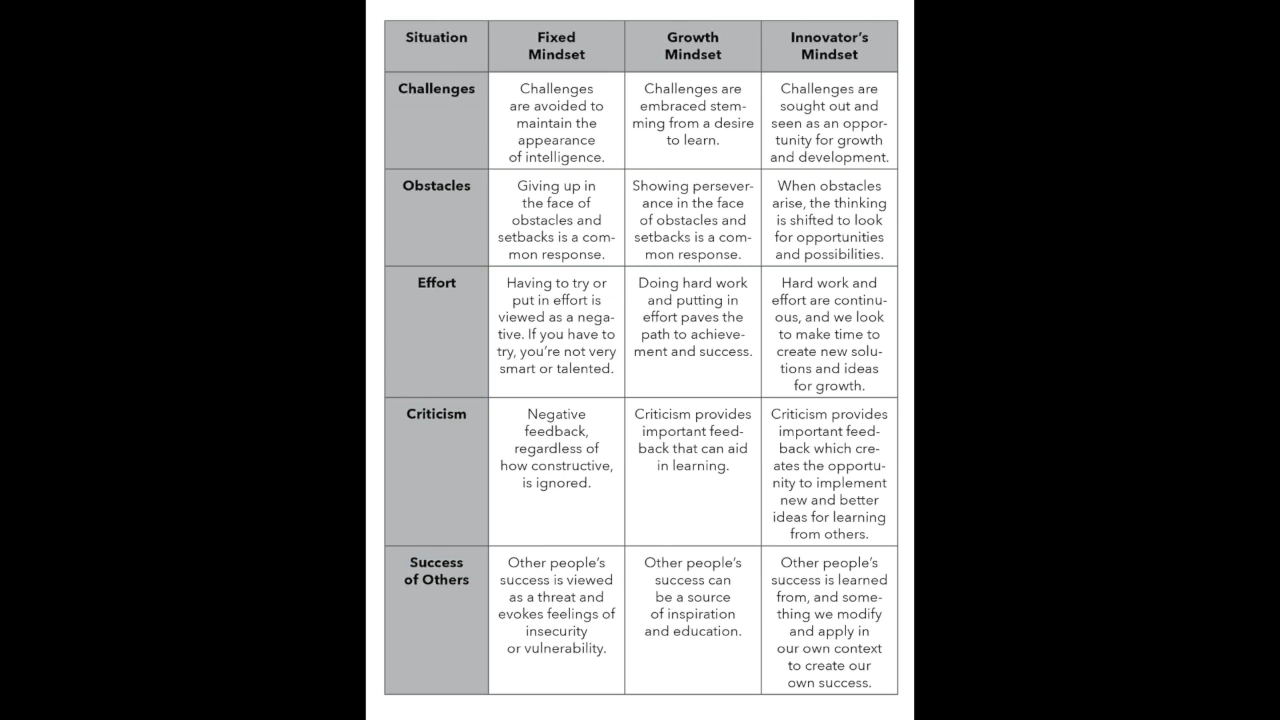 Situation
Fixed
Mindset
Growth
Mindset
Innovator’s
Mindset
Challenges
Challenges
are avoided to
maintain the
appearance
of intelligence.
Challenges are
embraced stem-
ming from a desire
to learn.
Challenges are
sought out and
seen as an oppor-
tunity for growth
and development.
Obstacles
Giving up in
the face of
obstacles and
setbacks is a com-
mon response.
Showing persever-
ance in the face
of obstacles and
setbacks is a com-
mon response.
When obstacles
arise, the thinking
is shifted to look
for opportunities
and possibilities.
Effort
Having to try or
put in effort is
viewed as a nega-
tive. If you have to
try, you’re not very
smart or talented.
Doing hard work
and putting in
effort paves the
path to achieve-
ment and success.
Hard work and
effort are continu-
ous, and we look
to make time to
create new solu-
tions and ideas
for growth.
Criticism
Negative
feedback,
regardless of
how constructive,
is ignored.
Criticism provides
important feed-
back that can aid
in learning.
Criticism provides
important feed-
back which cre-
ates the opportu-
nity to implement
new and better
ideas for learning
from others.
Success
of Others
Other people’s
success is viewed
as a threat and
evokes feelings of
insecurity
or vulnerability.
Other people’s
success can
be a source
of inspiration
and education.
Other people’s
success is learned
from, and some-
thing we modify
and apply in
our own context
to create our
own success.